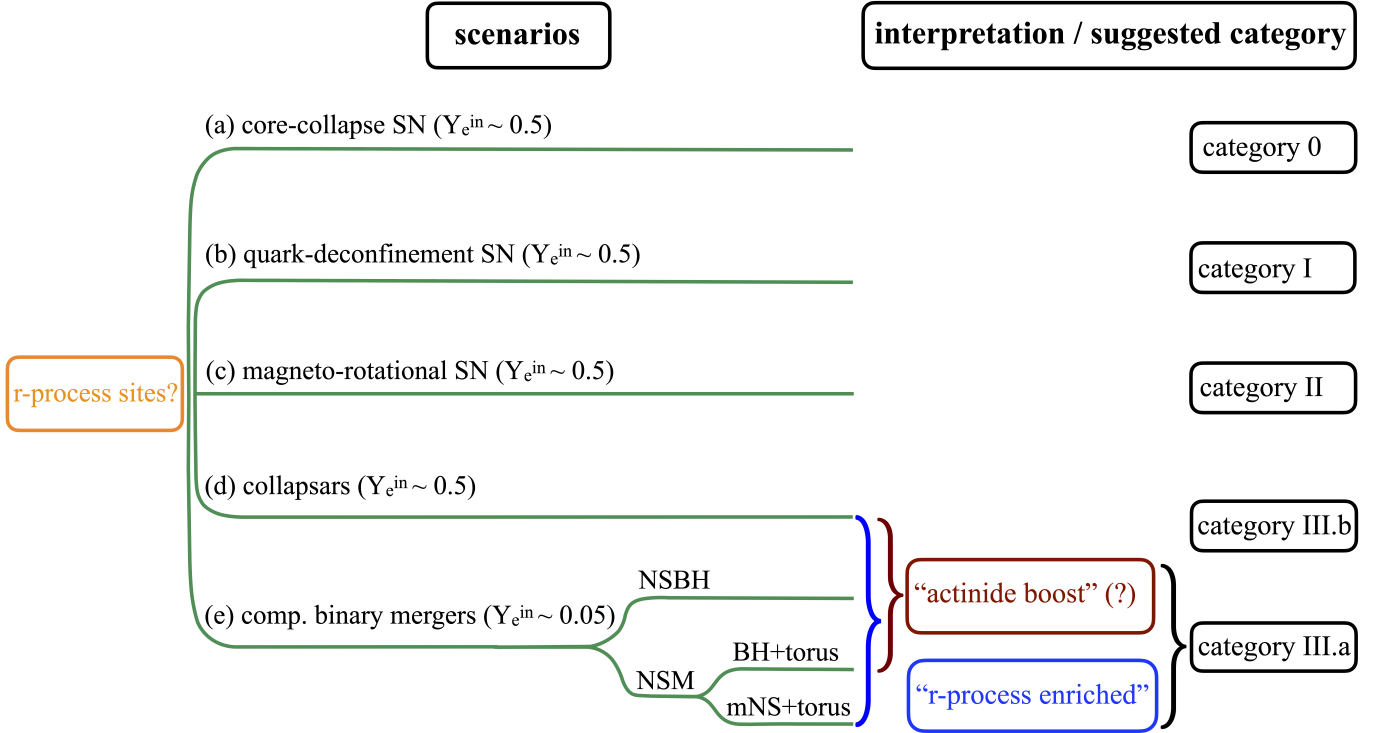 scenarios
interpretation / suggested category
(a) core-collapse SN (Yₑⁱⁿ ~ 0.5)
category 0
(b) quark-deconfinement SN (Yₑⁱⁿ ~ 0.5)
category I
r-process sites?
(c) magneto-rotational SN (Yₑⁱⁿ ~ 0.5)
category II
(d) collapsars (Yₑⁱⁿ ~ 0.5)
category III.b
(e) comp. binary mergers (Yₑⁱⁿ ~ 0.05)
NSBH
NSM
BH+torus
mNS+torus
“actinide boost” (?)
“r-process enriched”
category III.a